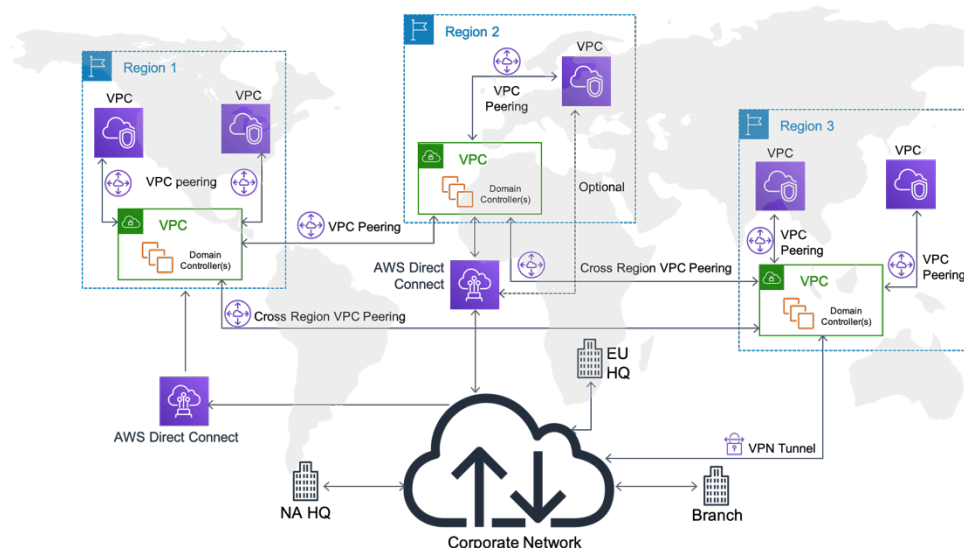 Region 1
VPC
VPC
VPC peering
VPC
Domain
Controller(s)
VPC Peering
Region 2
VPC
VPC
Peering
VPC
Domain
Controller(s)
Optional
AWS Direct
Connect
Cross Region VPC Peering
Region 3
VPC
VPC
VPC
Peering
VPC
Peering
VPC
Domain
Controller(s)
Cross Region VPC Peering
AWS Direct Connect
EU
HQ
VPN Tunnel
NA HQ
Branch
Corporate Network